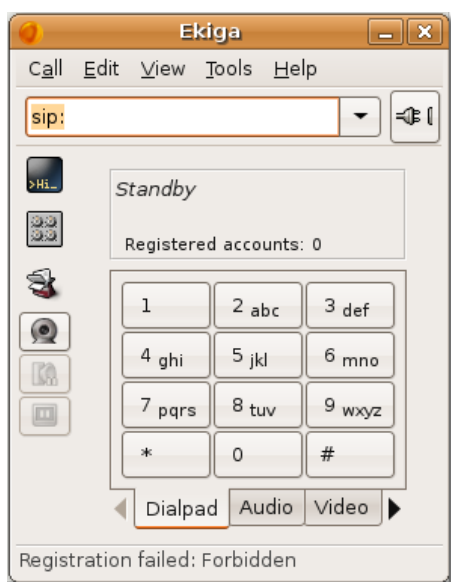 Ekiga
Call Edit View Tools Help
sip:
>Hi_
Standby
Registered accounts: 0
1 2 abc 3 def
4 ghi 5 jkl 6 mno
7 pqrs 8 tuv 9 wxyz
* 0 #
Dialpad Audio Video
Registration failed: Forbidden